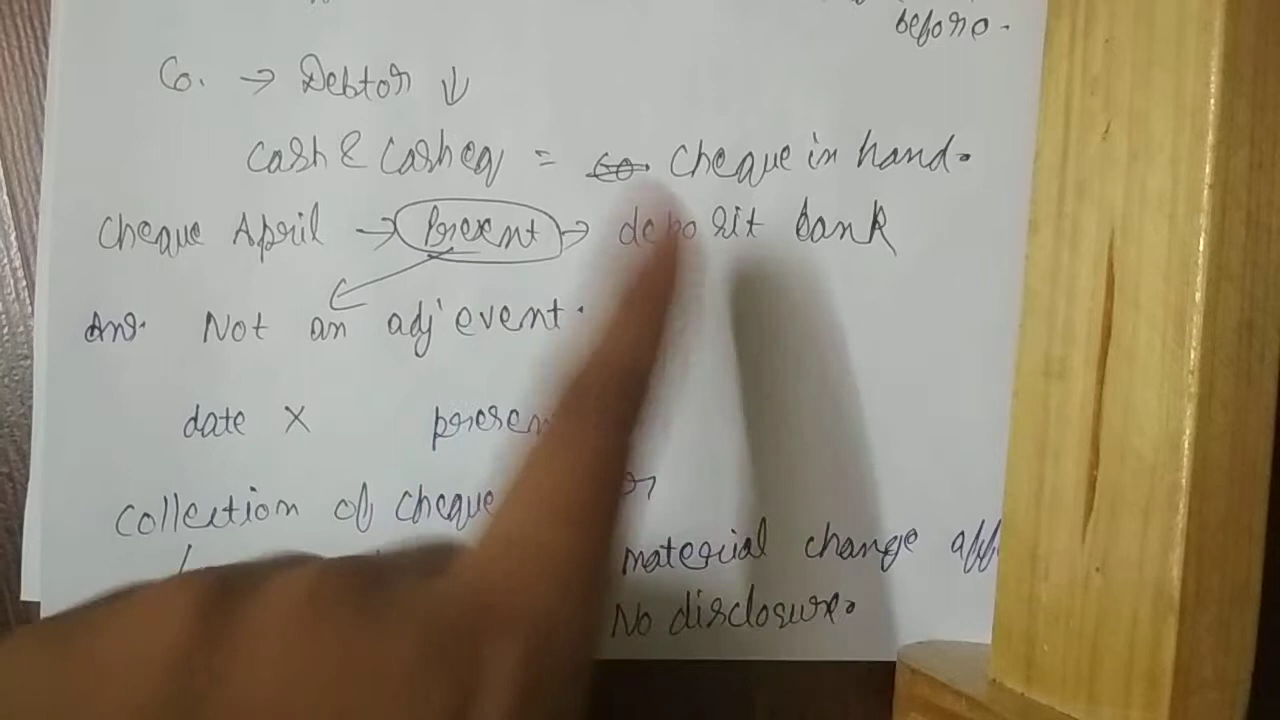 before.
Co. → Debtor ↓
Cash & Cash eq = Cheque in hand.
Cheque April → Present → deposit bank
Ans. Not an adj event.
date X
Collection of cheque
material change
No disclosure.